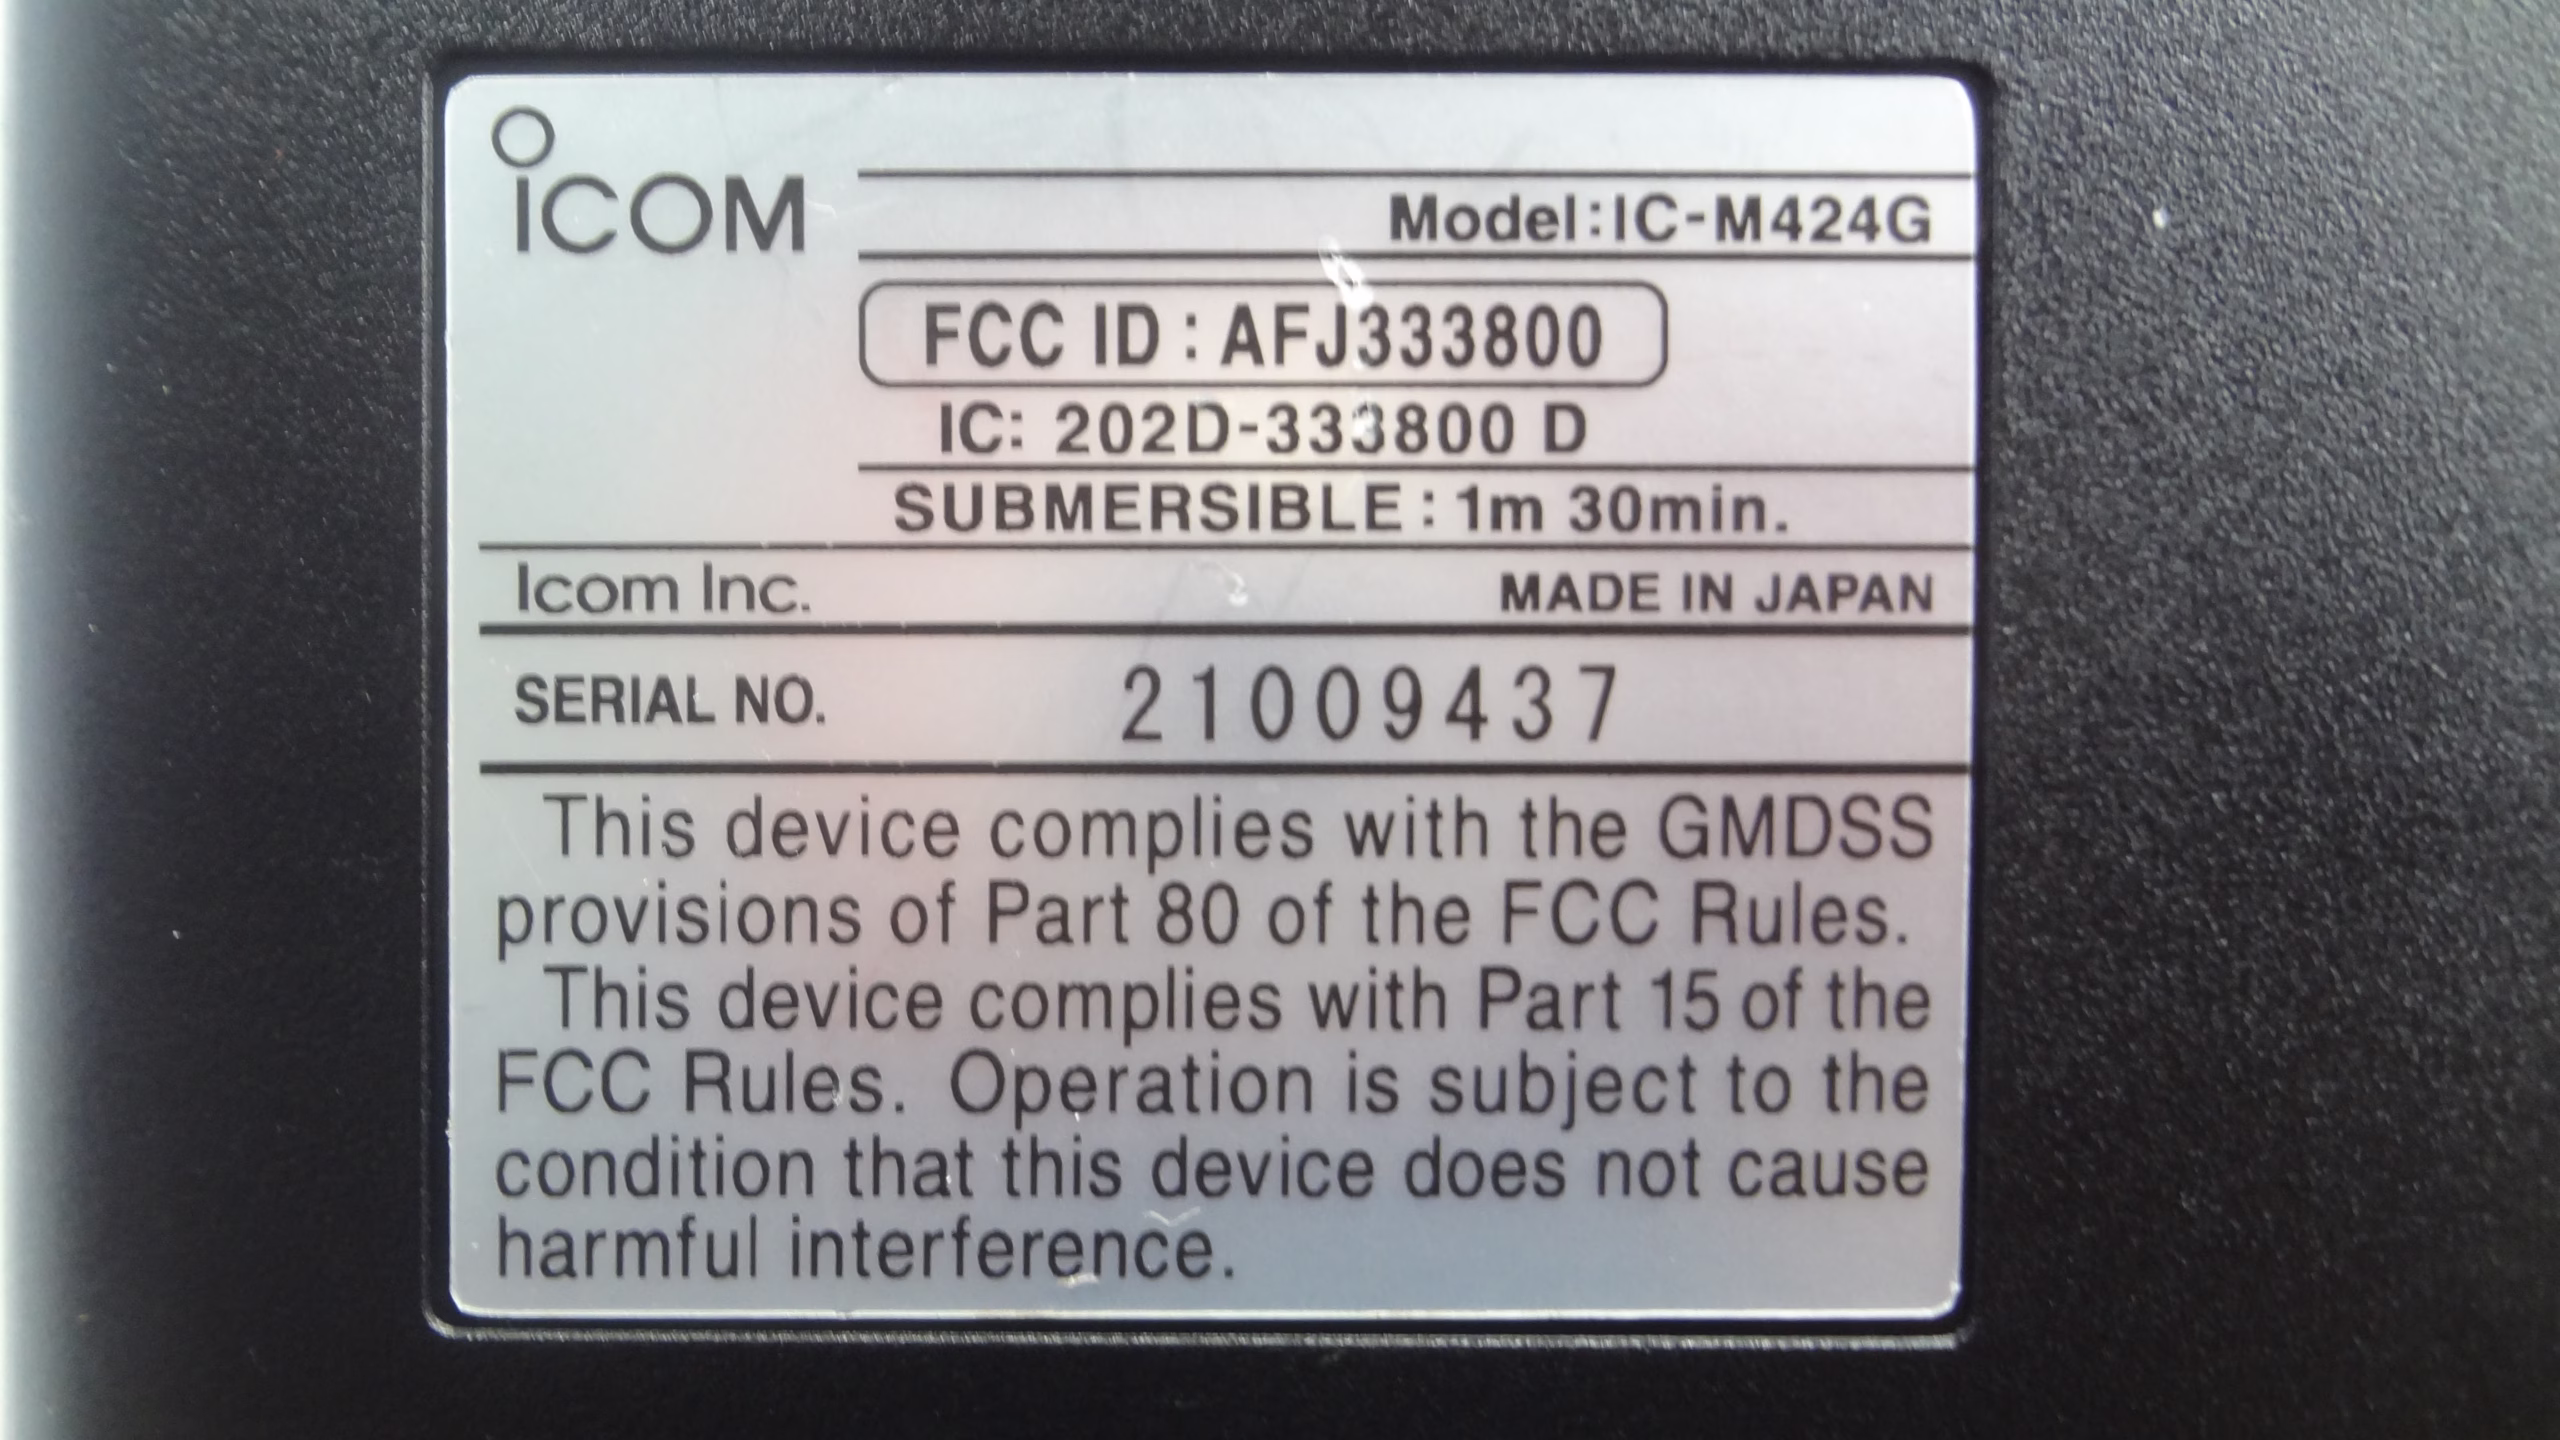 ICOM
Model:IC-M424G
FCC ID : AFJ333800
IC: 202D-333800 D
SUBMERSIBLE : 1m 30min.
Icom Inc. MADE IN JAPAN
SERIAL NO. 21009437
This device complies with the GMDSS
provisions of Part 80 of the FCC Rules.
This device complies with Part 15 of the
FCC Rules. Operation is subject to the
condition that this device does not cause
harmful interference.